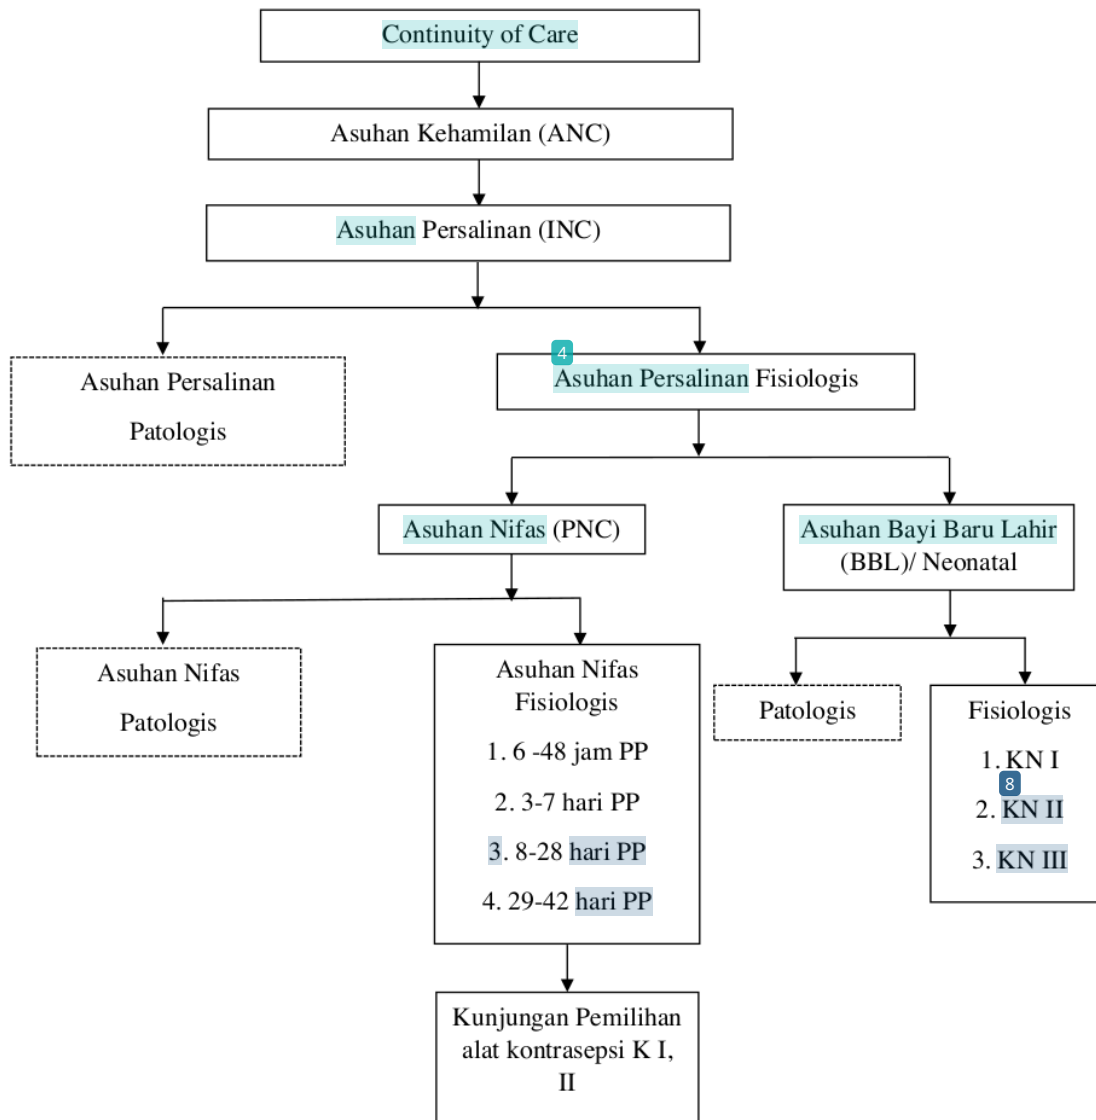 Continuity of Care
Asuhan Kehamilan (ANC)
Asuhan Persalinan (INC)
Asuhan Persalinan
Patologis
4
Asuhan Persalinan Fisiologis
Asuhan Nifas (PNC)
Asuhan Bayi Baru Lahir
(BBL)/ Neonatal
Asuhan Nifas
Patologis
Asuhan Nifas
Fisiologis
1. 6 -48 jam PP
2. 3-7 hari PP
3. 8-28 hari PP
4. 29-42 hari PP
Patologis
Fisiologis
1. KN I
8
2. KN II
3. KN III
Kunjungan Pemilihan
alat kontrasepsi K I,
II